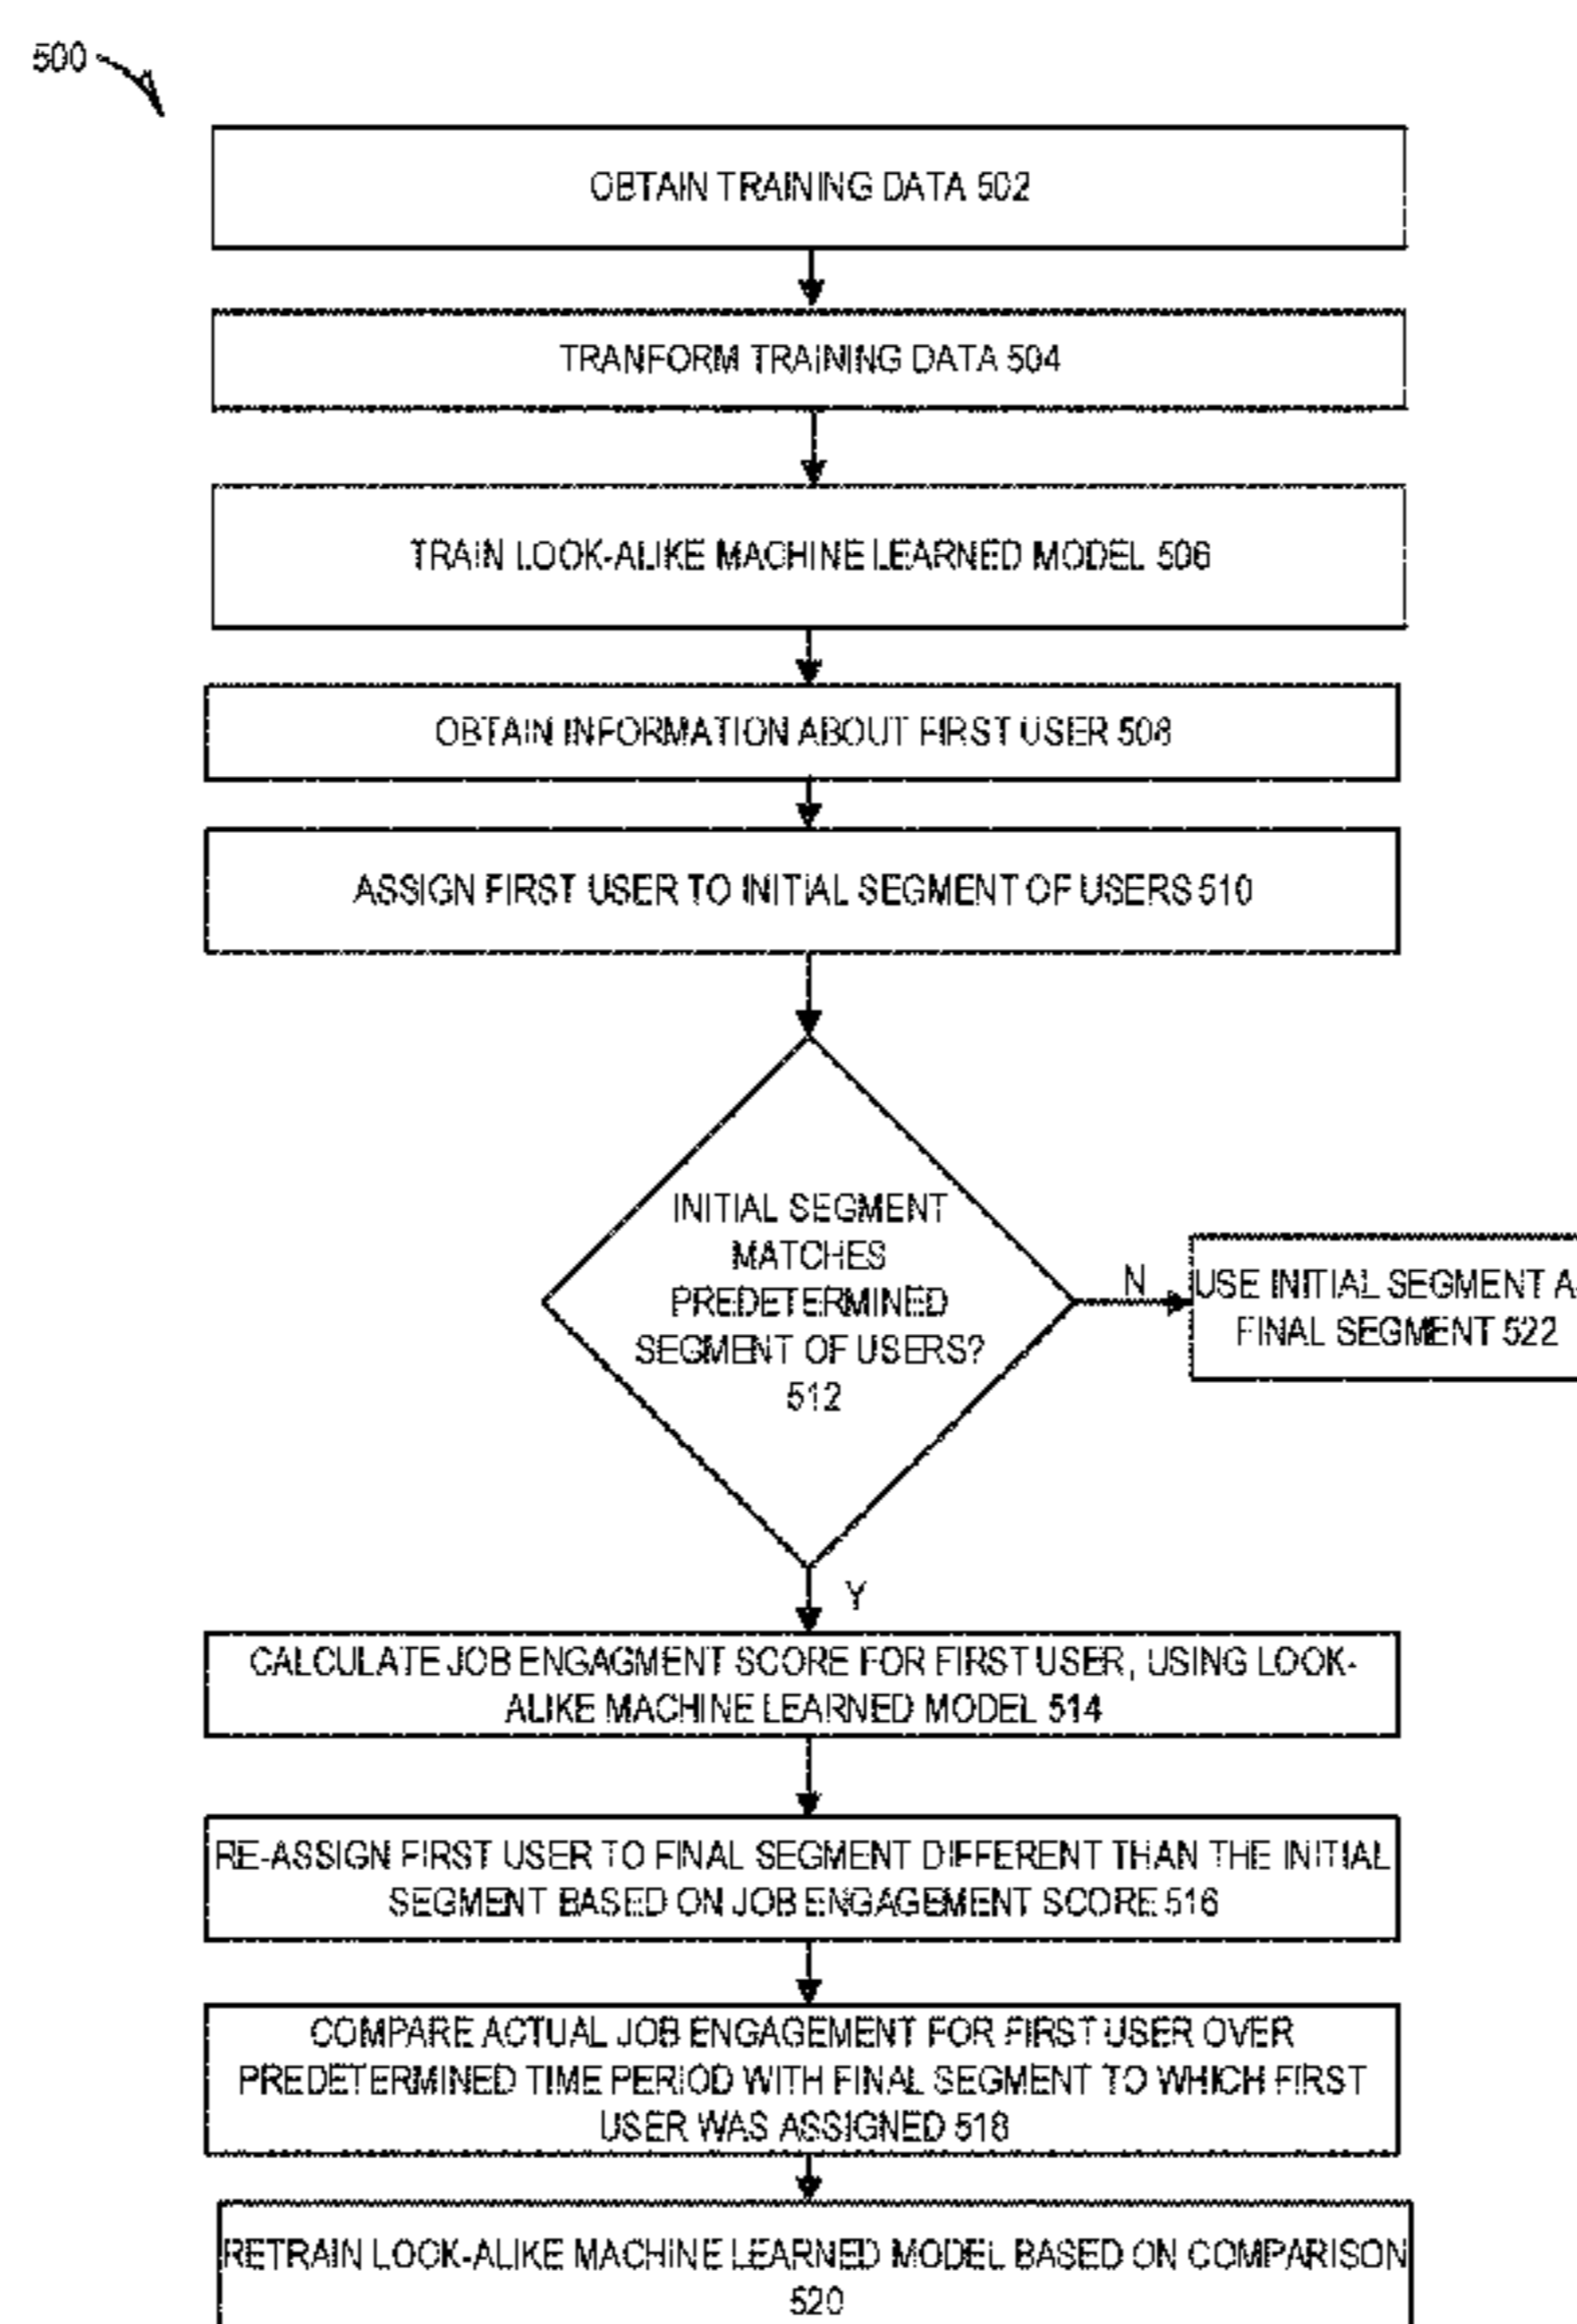 500
OBTAIN TRAINING DATA 502
TRANFORM TRAINING DATA 504
TRAIN LOOK-ALIKE MACHINE LEARNED MODEL 506
OBTAIN INFORMATION ABOUT FIRST USER 508
ASSIGN FIRST USER TO INITIAL SEGMENT OF USERS 510
INITIAL SEGMENT
MATCHES
PREDETERMINED
SEGMENT OF USERS?
512
N
USE INITIAL SEGMENT
FINAL SEGMENT 522
Y
CALCULATE JOB ENGAGMENT SCORE FOR FIRST USER, USING LOOK-
ALIKE MACHINE LEARNED MODEL 514
RE-ASSIGN FIRST USER TO FINAL SEGMENT DIFFERENT THAN THE INITIAL
SEGMENT BASED ON JOB ENGAGEMENT SCORE 516
COMPARE ACTUAL JOB ENGAGEMENT FOR FIRST USER OVER
PREDETERMINED TIME PERIOD WITH FINAL SEGMENT TO WHICH FIRST
USER WAS ASSIGNED 518
RETRAIN LOOK-ALIKE MACHINE LEARNED MODEL BASED ON COMPARISON
520